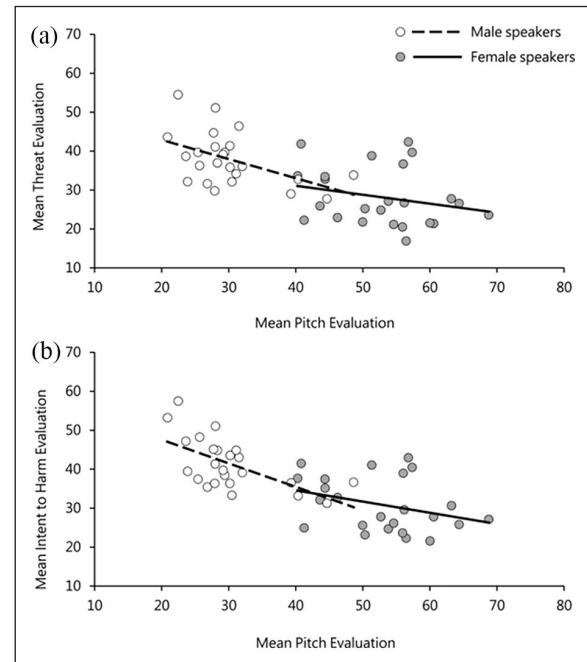 (a)
Male speakers
Female speakers
70
60
50
40
30
20
10
Mean Threat Evaluation
10 20 30 40 50 60 70 80
Mean Pitch Evaluation
(b)
70
60
50
40
30
20
10
Mean Intent to Harm Evaluation
10 20 30 40 50 60 70 80
Mean Pitch Evaluation